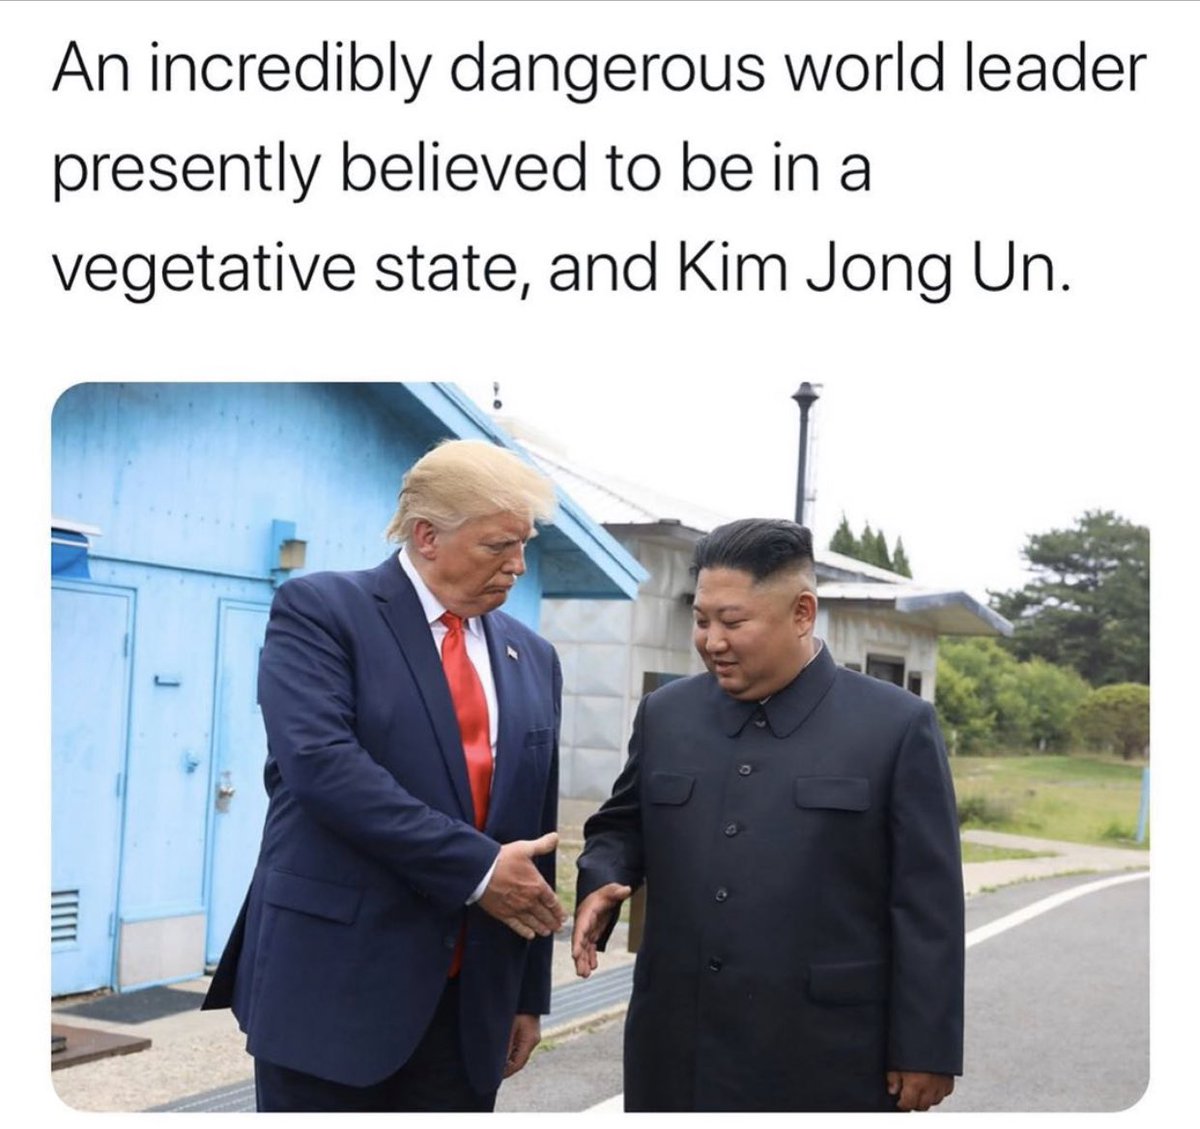 An incredibly dangerous world leader
presently believed to be in a
vegetative state, and Kim Jong Un.